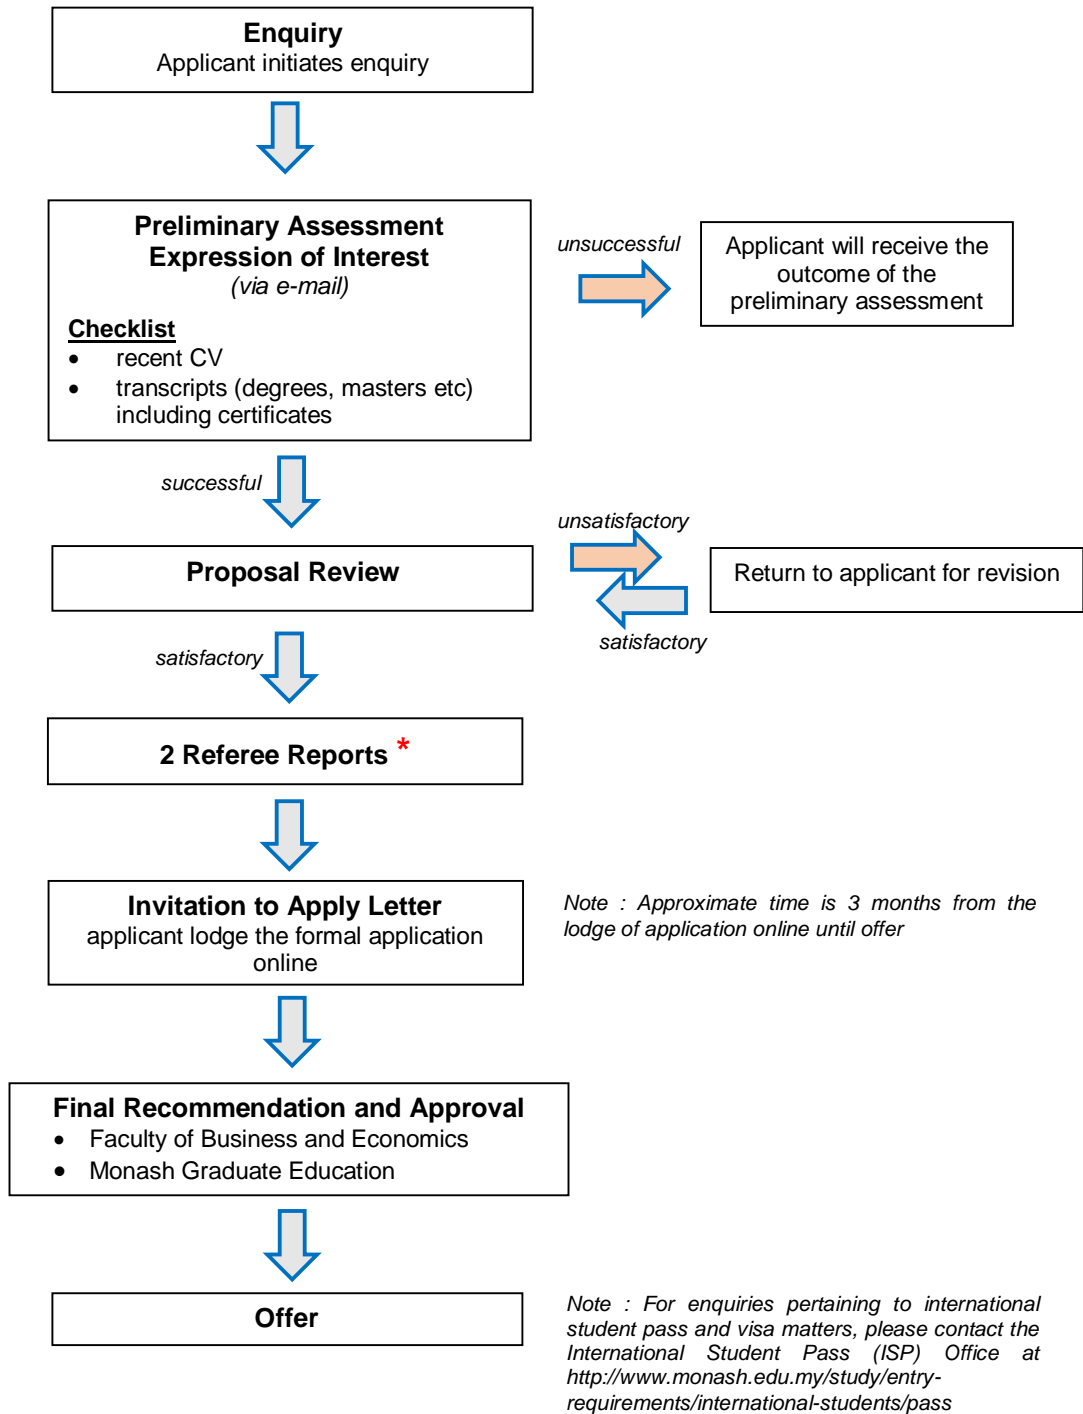 Enquiry
Applicant initiates enquiry
Preliminary Assessment
Expression of Interest
(via e-mail)
Checklist
• recent CV
• transcripts (degrees, masters etc)
including certificates
unsuccessful
Applicant will receive the
outcome of the
preliminary assessment
successful
Proposal Review
unsatisfactory
Return to applicant for revision
satisfactory
satisfactory
2 Referee Reports *
Invitation to Apply Letter
applicant lodge the formal application
online
Note : Approximate time is 3 months from the
lodge of application online until offer
Final Recommendation and Approval
• Faculty of Business and Economics
• Monash Graduate Education
Offer
Note : For enquiries pertaining to international
student pass and visa matters, please contact the
International Student Pass (ISP) Office at
http://www.monash.edu.my/study/entry-
requirements/international-students/pass